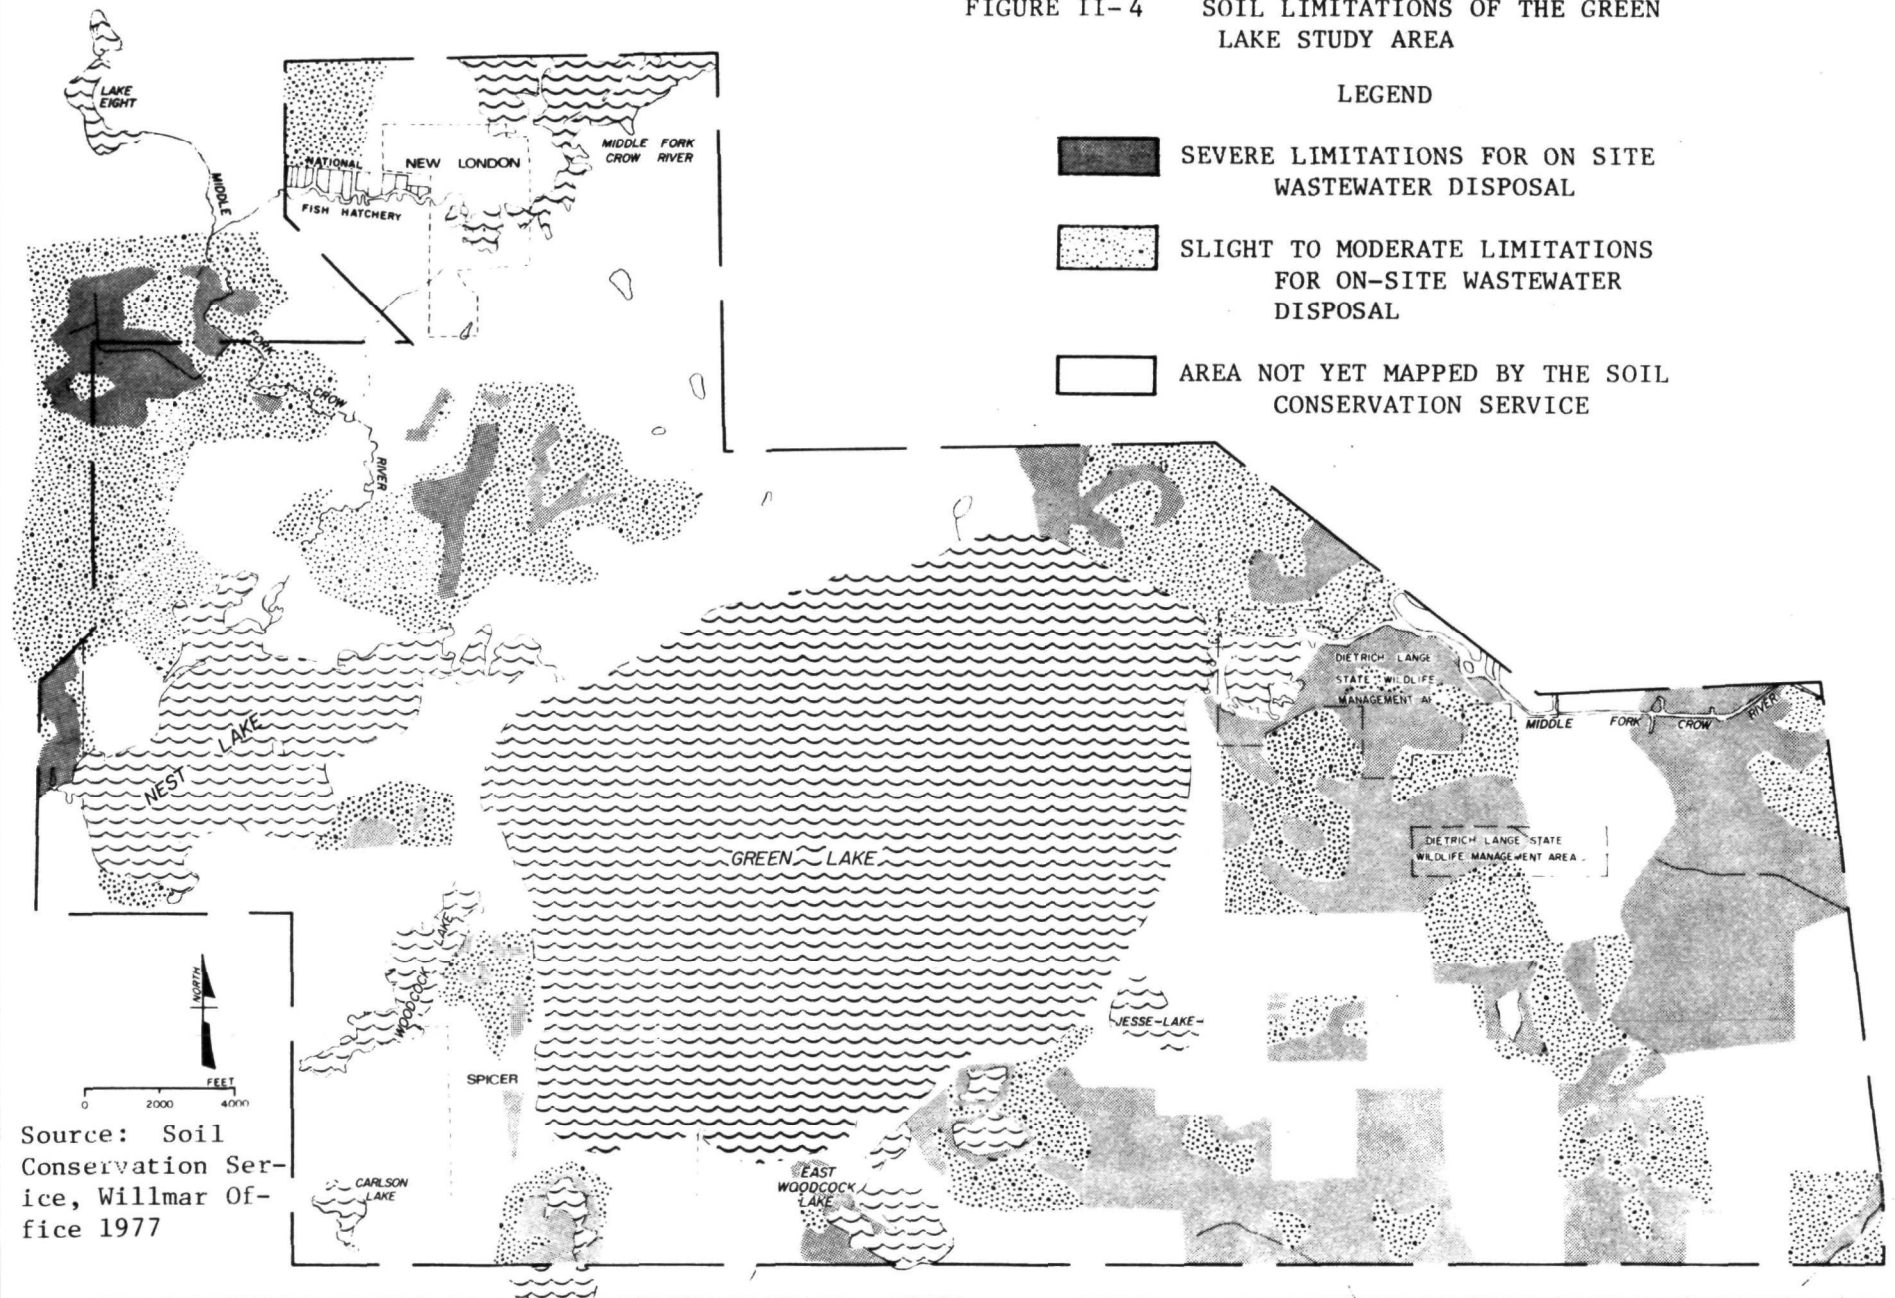 FIGURE II-4 SOIL LIMITATIONS OF THE GREEN
LAKE STUDY AREA
LEGEND
SEVERE LIMITATIONS FOR ON SITE
WASTEWATER DISPOSAL
SLIGHT TO MODERATE LIMITATIONS
FOR ON-SITE WASTEWATER
DISPOSAL
AREA NOT YET MAPPED BY THE SOIL
CONSERVATION SERVICE
LAKE
EIGHT
MIDDLE FORK
CROW RIVER
NATIONAL
NEW LONDON
FISH HATCHERY
MIDDLE
FORK
CROW
RIVER
DIETRICH LANGE
STATE WILDLIFE
MANAGEMENT A
MIDDLE FORK CROW RIVER
NEST LAKE
DIETRICH LANGE STATE
WILDLIFE MANAGEMENT AREA
GREEN LAKE
WOODCOCK LAKE
JESSE-LAKE
SPICER
NORTH
FEET
0 2000 4000
Source: Soil
Conservation Ser-
ice, Willmar Of-
fice 1977
CARLSON
LAKE
EAST
WOODCOCK
LAKE